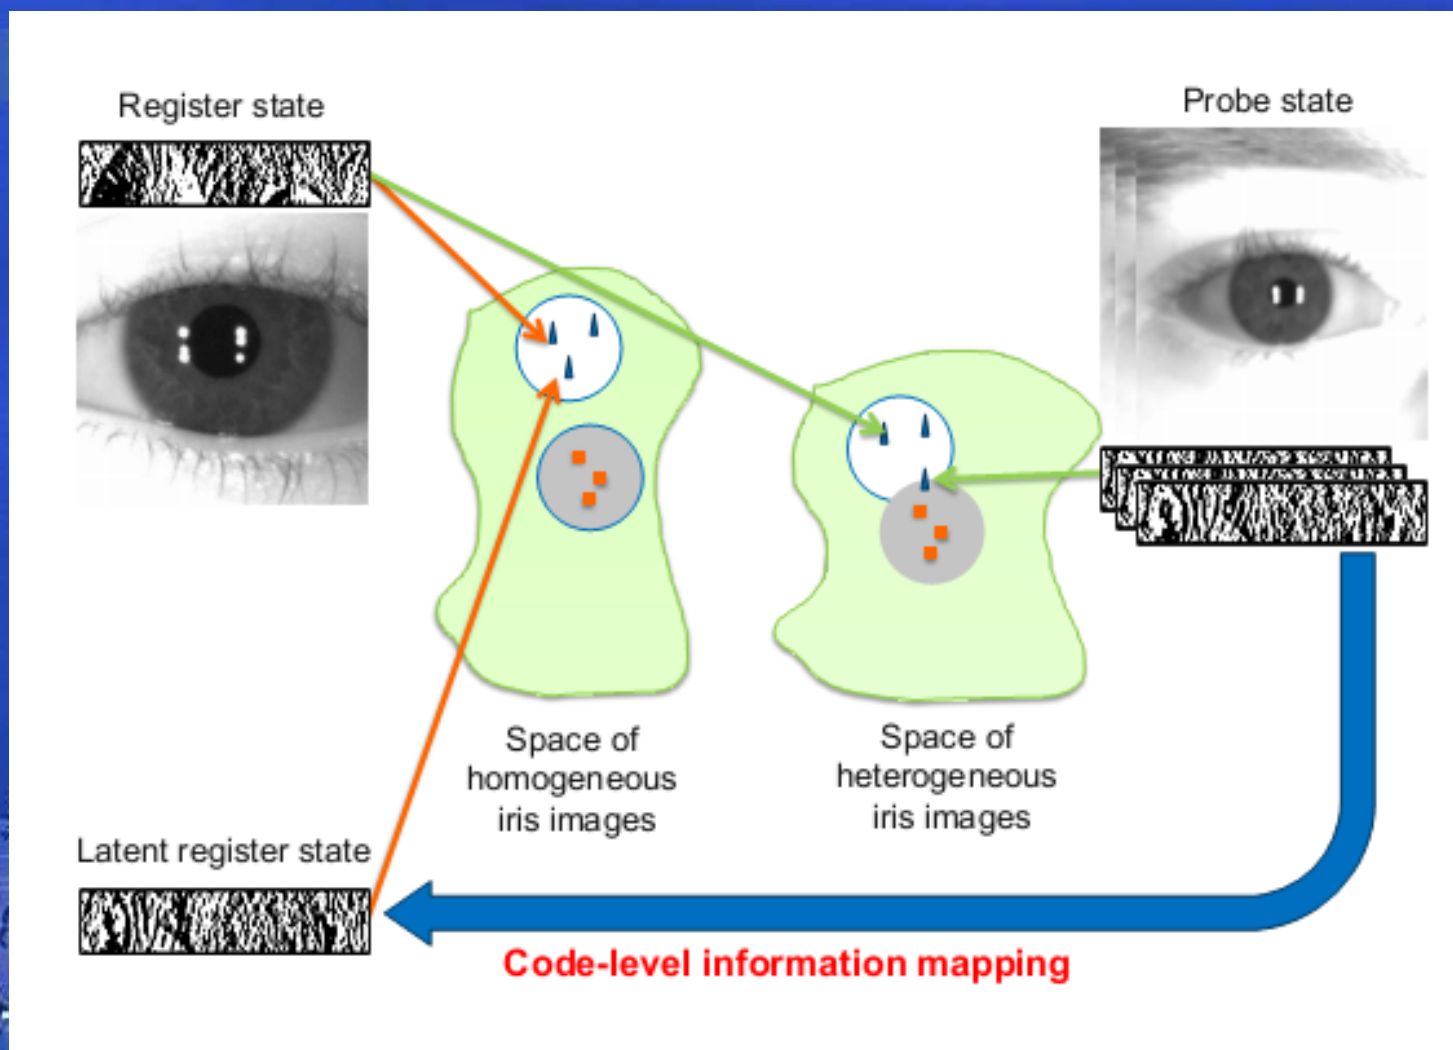 Register state
Probe state
Space of
homogeneous
iris images
Space of
heterogeneous
iris images
Latent register state
Code-level information mapping